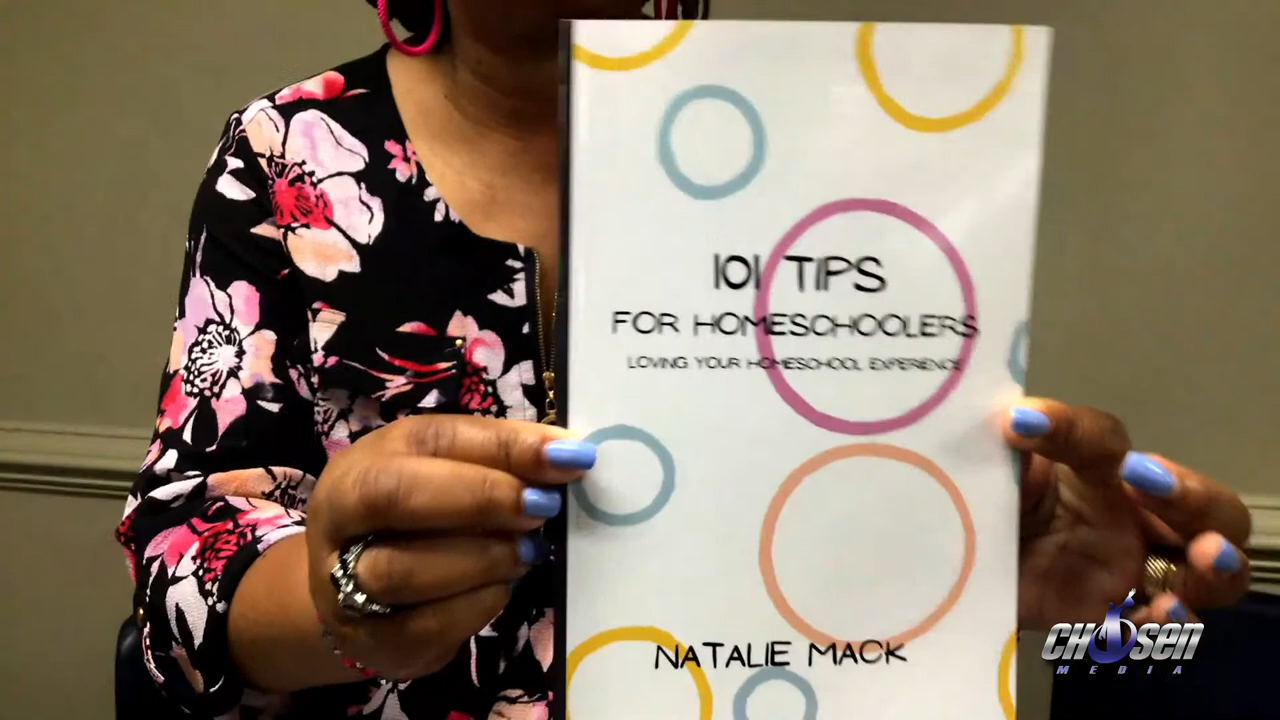 101 TIPS
FOR HOMESCHOOLERS
LOVING YOUR HOMESCHOOL EXPERIENCE
NATALIE MACK
CHOSEN
MEDIA